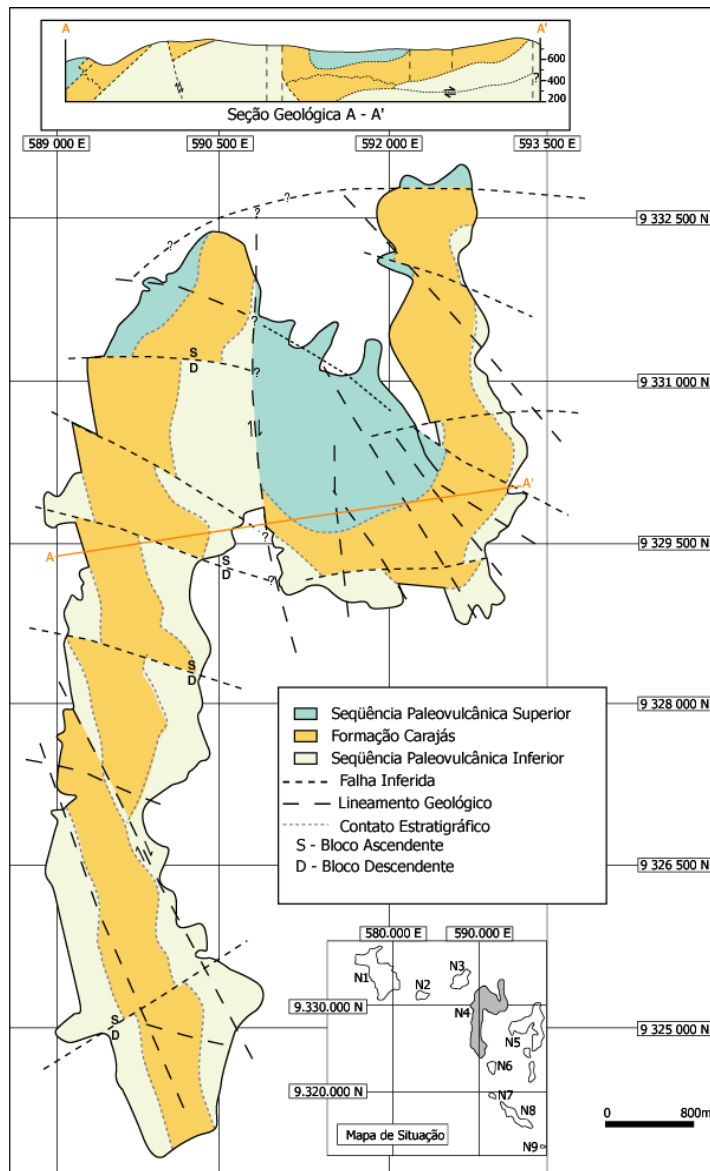 A A'
600
400
200
?
Seção Geológica A - A'
589 000 E 590 500 E 592 000 E 593 500 E
9 332 500 N
?
?
?
?
S
D
?
9 331 000 N
A'
A
?
S
D
?
9 329 500 N
S
D
9 328 000 N
Seqüência Paleovulcânica Superior
Formação Carajás
Seqüência Paleovulcânica Inferior
Falha Inferida
Lineamento Geológico
Contato Estratigráfico
S - Bloco Ascendente
D - Bloco Descendente
9 326 500 N
580.000 E 590.000 E
N1
N2
N3
9.330.000 N
N4
N5
N6
9.320.000 N
N7
N8
N9
Mapa de Situação
S
D
9 325 000 N
0 800m